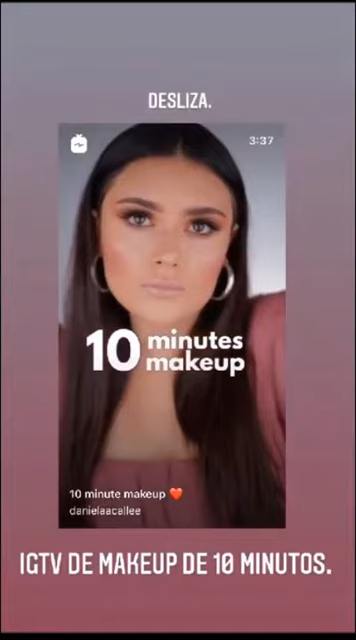 DESLIZA.
3:37
10 minutes
makeup
10 minute makeup ❤️
danielaacallee
IGTV DE MAKEUP DE 10 MINUTOS.